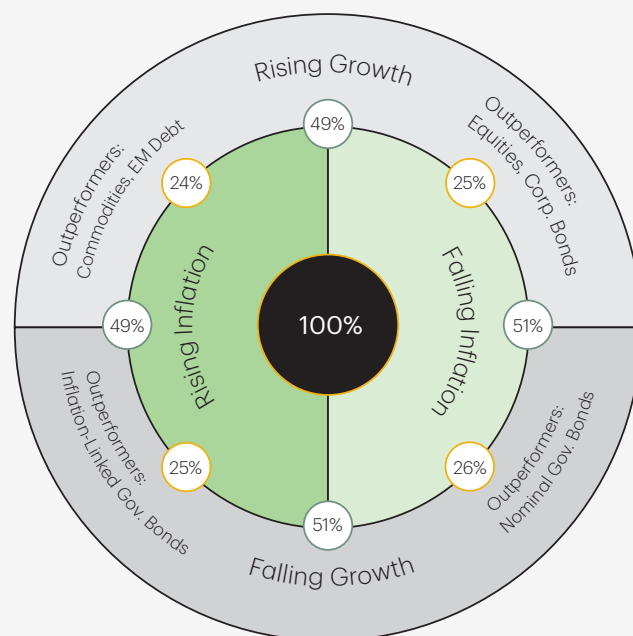 Rising Growth
49%
Outperformers:
Commodities, EM Debt
24%
Outperformers:
Equities, Corp. Bonds
25%
Rising Inflation
Falling Inflation
49%
100%
51%
Outperformers:
Inflation-Linked Gov. Bonds
25%
Outperformers:
Nominal Gov. Bonds
26%
51%
Falling Growth